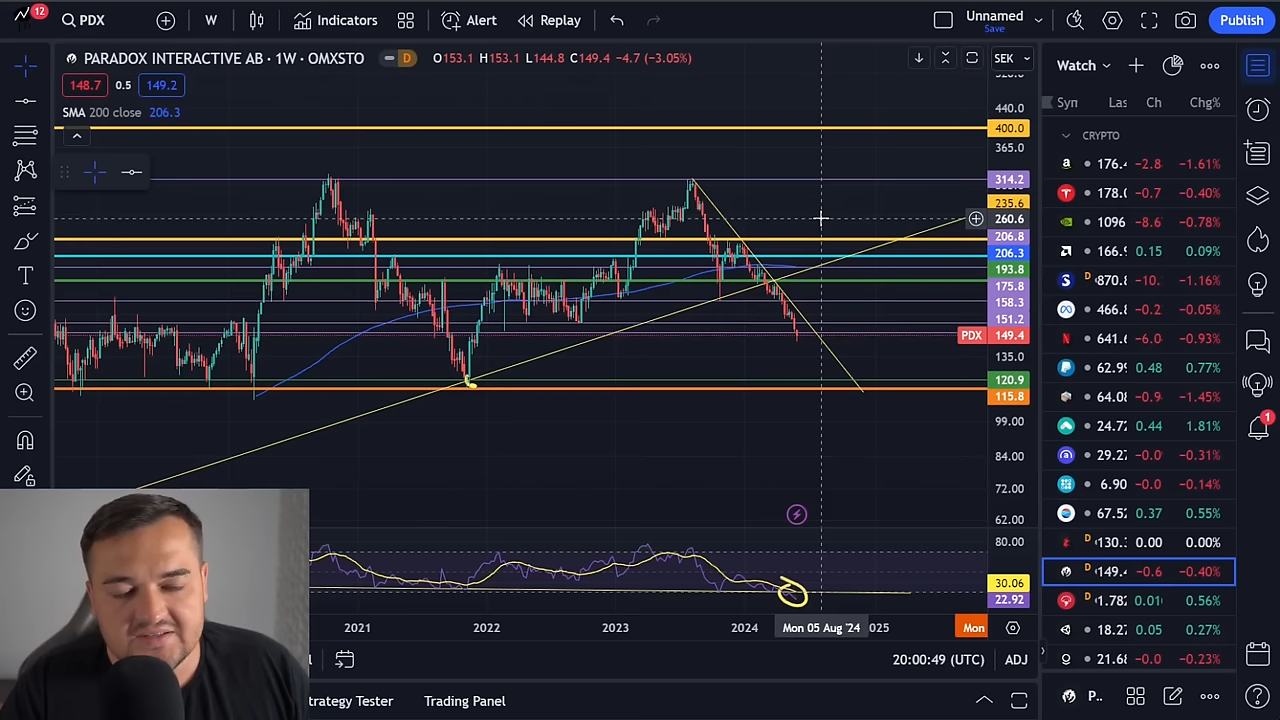 12
PDX
W
Indicators
Alert
Replay
Unnamed
Save
Publish
PARADOX INTERACTIVE AB · 1W · OMXSTO
D
O153.1 H153.1 L144.8 C149.4 −4.7 (−3.05%)
SEK
148.7
0.5
149.2
SMA 200 close 206.3
440.0
400.0
365.0
314.2
235.6
260.6
206.8
206.3
193.8
175.8
158.3
151.2
PDX 149.4
135.0
120.9
115.8
99.00
84.00
72.00
62.00
80.00
30.06
22.92
2021
2022
2023
2024
Mon 05 Aug '24
025
Mon
20:00:49 (UTC)
ADJ
trategy Tester
Trading Panel
Watch
Las
Ch
Chg%
CRYPTO
176.4 −2.8 −1.61%
178.0 −0.7 −0.40%
1096 −8.6 −0.78%
166.9 0.15 0.09%
D 870.8 −10. −1.16%
466.8 −0.2 −0.05%
641.6 −6.0 −0.93%
62.99 0.48 0.77%
64.08 −0.9 −1.45%
24.72 0.44 1.81%
29.22 −0.0 −0.31%
6.90 −0.0 −0.14%
67.52 0.37 0.55%
D 130. 0.00 0.00%
D 149.4 −0.6 −0.40%
D 1.782 0.01 0.56%
18.27 0.05 0.27%
21.68 −0.0 −0.23%
P..
1